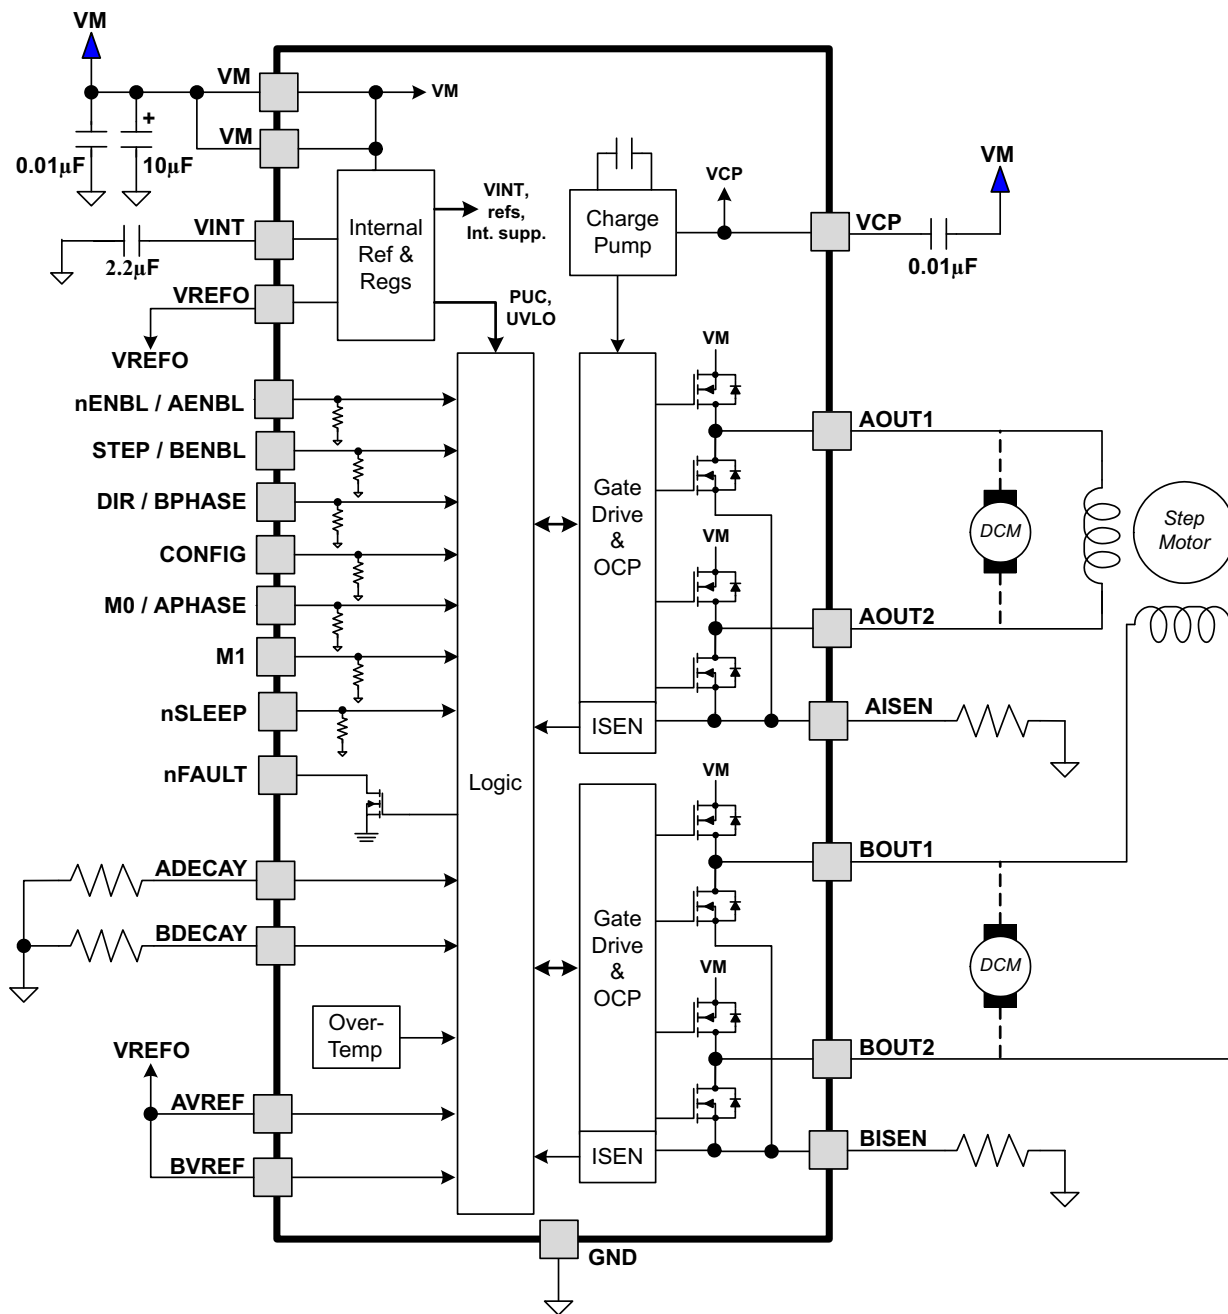 VM
VM
VM
VM
+
0.01µF
10µF
VINT
2.2µF
VREFO
VREFO
Internal
Ref &
Regs
VINT,
refs,
Int. supp.
PUC,
UVLO
Charge
Pump
VCP
VCP
VM
0.01µF
nENBL / AENBL
STEP / BENBL
DIR / BPHASE
CONFIG
M0 / APHASE
M1
nSLEEP
nFAULT
ADECAY
BDECAY
Over-
Temp
VREFO
AVREF
BVREF
Logic
Gate
Drive
&
OCP
ISEN
VM
VM
AOUT1
DCM
Step
Motor
AOUT2
AISEN
Gate
Drive
&
OCP
ISEN
VM
VM
BOUT1
DCM
BOUT2
BISEN
GND